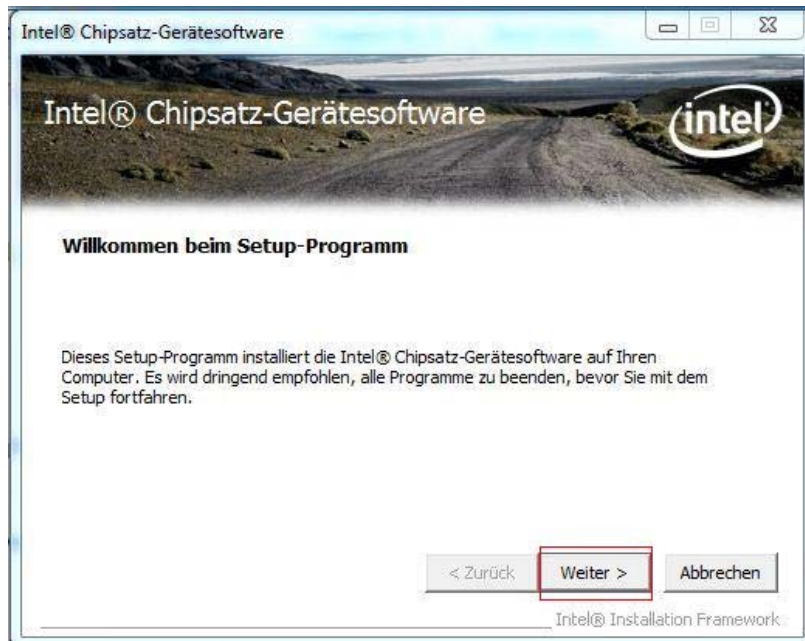 Intel® Chipsatz-Gerätesoftware
Intel® Chipsatz-Gerätesoftware
intel
Willkommen beim Setup-Programm
Dieses Setup-Programm installiert die Intel® Chipsatz-Gerätesoftware auf Ihren
Computer. Es wird dringend empfohlen, alle Programme zu beenden, bevor Sie mit dem
Setup fortfahren.
< Zurück Weiter > Abbrechen
Intel® Installation Framework